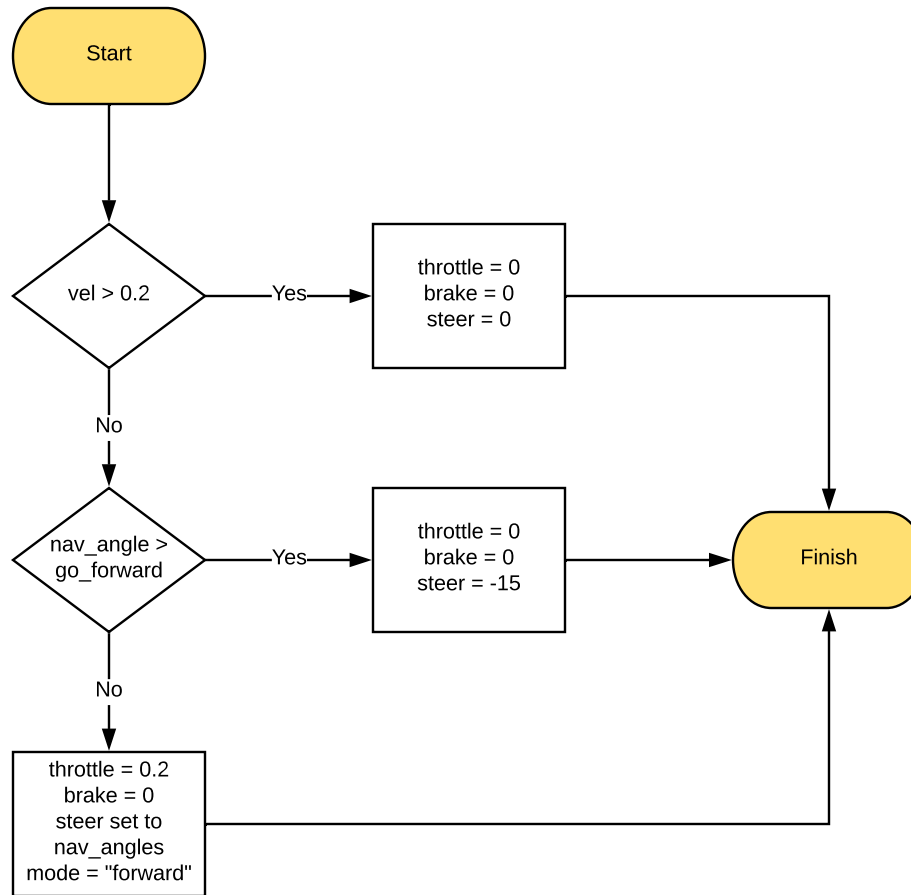 Start
vel > 0.2
Yes
throttle = 0
brake = 0
steer = 0
No
nav_angle >
go_forward
Yes
throttle = 0
brake = 0
steer = -15
Finish
No
throttle = 0.2
brake = 0
steer set to
nav_angles
mode = "forward"